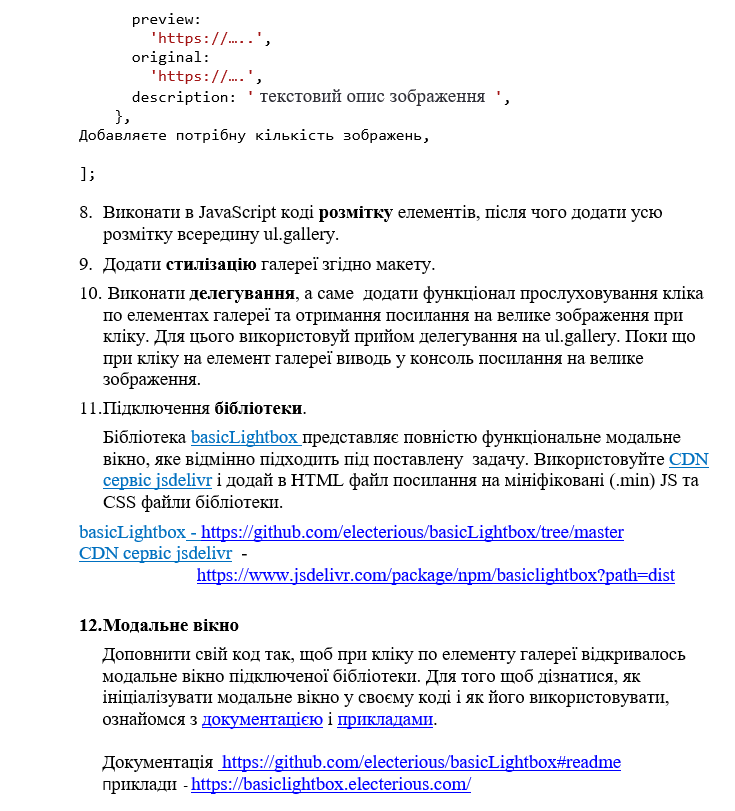 preview:
'https://…..',
original:
'https://….',
description: ' текстовий опис зображення ',
},
Добавляєте потрібну кількість зображень,
];
8. Виконати в JavaScript коді розмітку елементів, після чого додати усю
розмітку всередину ul.gallery.
9. Додати стилізацію галереї згідно макету.
10. Виконати делегування, а саме додати функціонал прослуховування кліка
по елементах галереї та отримання посилання на велике зображення при
кліку. Для цього використовуй прийом делегування на ul.gallery. Поки що
при кліку на елемент галереї виводь у консоль посилання на велике
зображення.
11.Підключення бібліотеки.
Бібліотека basicLightbox представляє повністю функціональне модальне
вікно, яке відмінно підходить під поставлену задачу. Використовуйте CDN
сервіс jsdelivr і додай в HTML файл посилання на мініфіковані (.min) JS та
CSS файли бібліотеки.
basicLightbox - https://github.com/electerious/basicLightbox/tree/master
CDN сервіс jsdelivr -
https://www.jsdelivr.com/package/npm/basiclightbox?path=dist
12.Модальне вікно
Доповнити свій код так, щоб при кліку по елементу галереї відкривалось
модальне вікно підключеної бібліотеки. Для того щоб дізнатися, як
ініціалізувати модальне вікно у своєму коді і як його використовувати,
ознайомся з документацією і прикладами.
Документація https://github.com/electerious/basicLightbox#readme
приклади - https://basiclightbox.electerious.com/